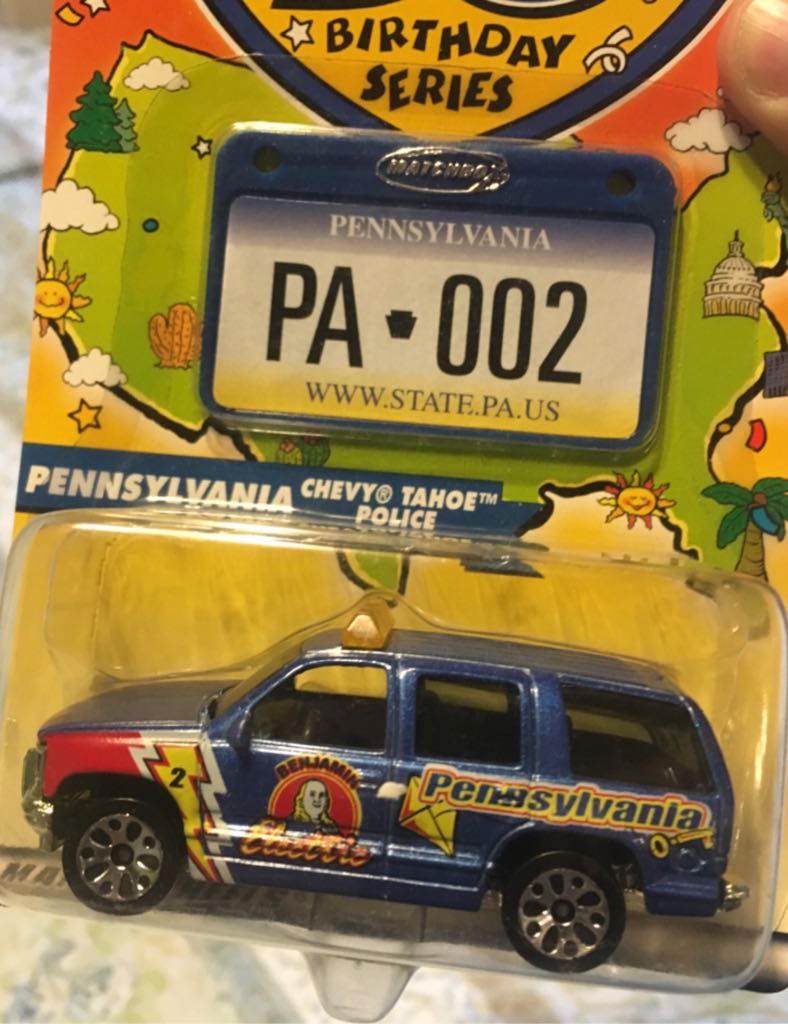 BIRTHDAY
SERIES
MATCHBOX
PENNSYLVANIA
PA 002
WWW.STATE.PA.US
PENNSYLVANIA CHEVY® TAHOE™
POLICE
2
BENJAMIN
Electric
Pennsylvania